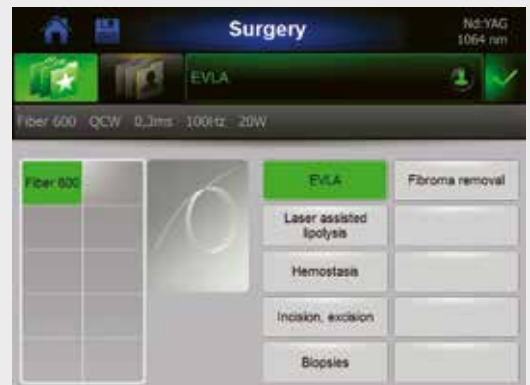 Surgery
Nd:YAG
1064 nm
EVLA
Fiber 600 QCW 0,3ms 100Hz 20W
Fiber 600
EVLA
Fibroma removal
Laser assisted
lipolysis
Hemostasis
Incision, excision
Biopsies